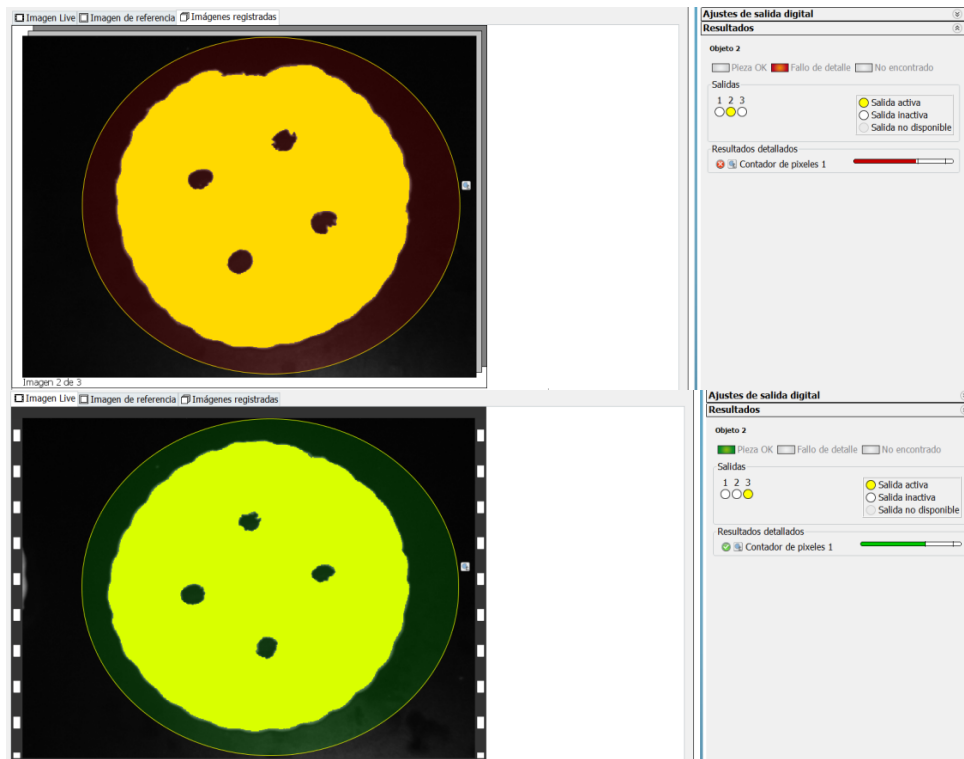 Imagen Live Imagen de referencia Imágenes registradas
Imagen 2 de 3
Ajustes de salida digital
Resultados
Objeto 2
Pieza OK Fallo de detalle No encontrado
Salidas
1 2 3
Salida activa
Salida inactiva
Salida no disponible
Resultados detallados
Contador de pixeles 1
Imagen Live Imagen de referencia Imágenes registradas
Ajustes de salida digital
Resultados
Objeto 2
Pieza OK Fallo de detalle No encontrado
Salidas
1 2 3
Salida activa
Salida inactiva
Salida no disponible
Resultados detallados
Contador de pixeles 1